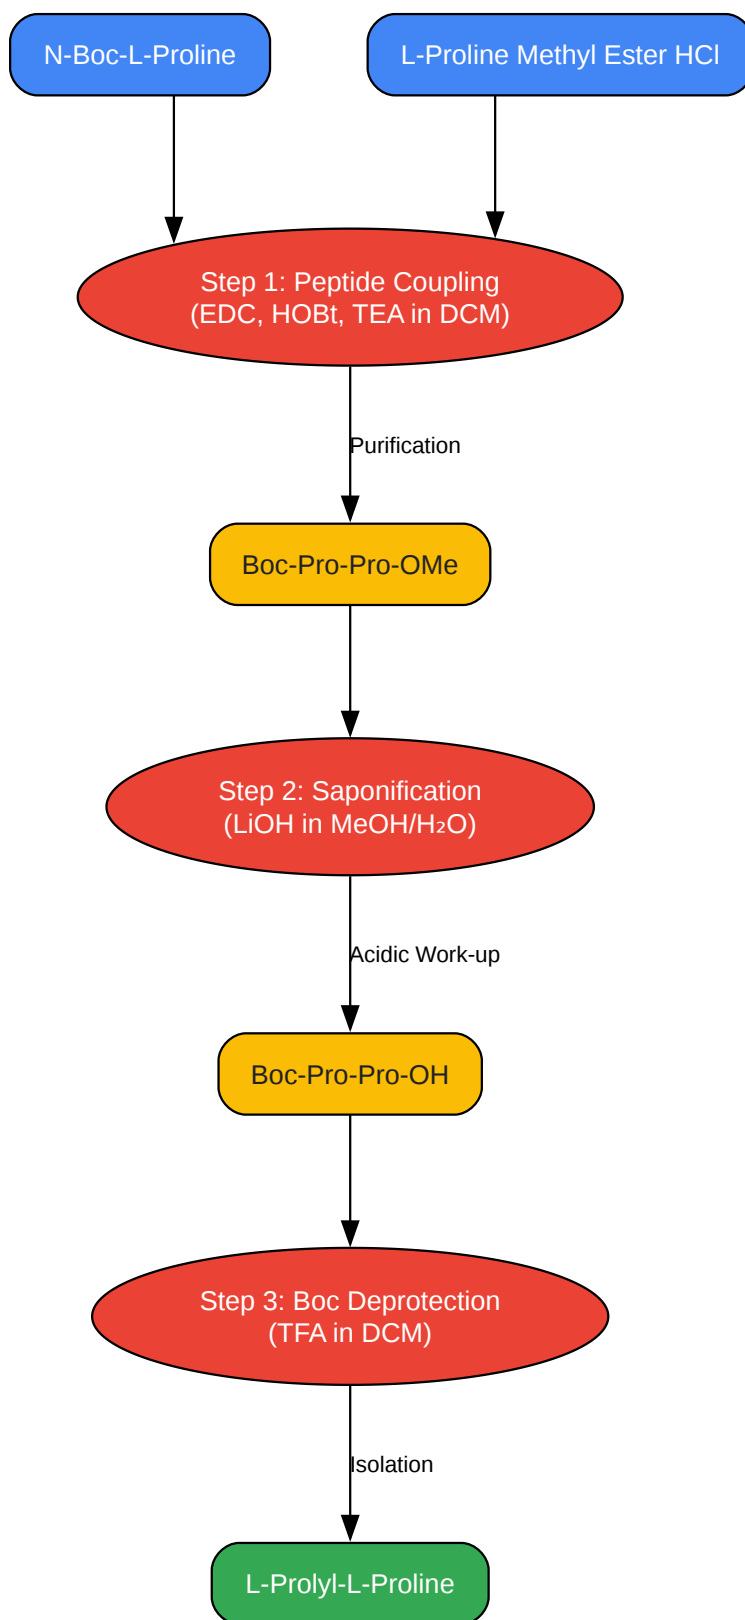 N-Boc-L-Proline
L-Proline Methyl Ester HCl
Step 1: Peptide Coupling
(EDC, HOBt, TEA in DCM)
Purification
Boc-Pro-Pro-OMe
Step 2: Saponification
(LiOH in MeOH/H₂O)
Acidic Work-up
Boc-Pro-Pro-OH
Step 3: Boc Deprotection
(TFA in DCM)
Isolation
L-Prolyl-L-Proline